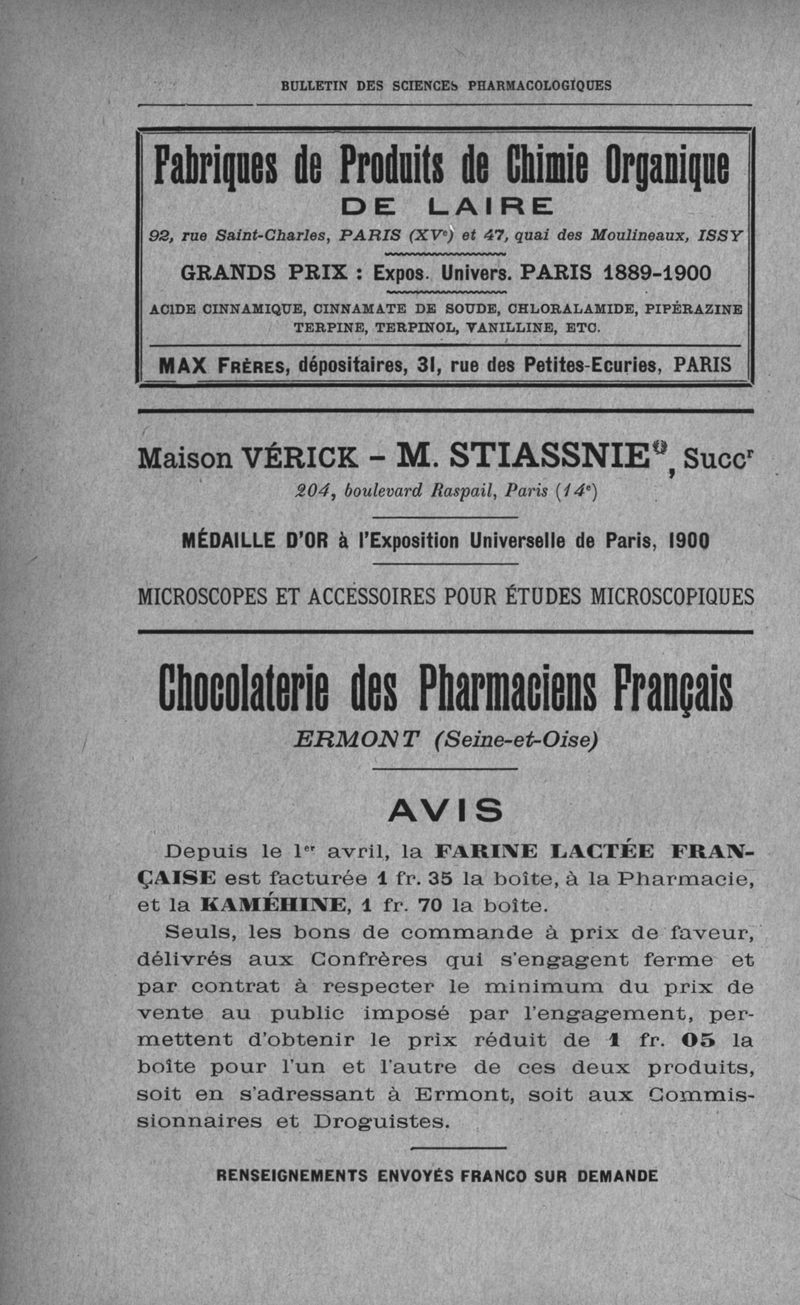 BULLETIN DES SCIENCES PHARMACOLOGIQUES
Fabriques de Produits de Chimie Organique
DE LAIRE
92, rue Saint-Charles, PARIS (XVe) et 47, quai des Moulineaux, ISSY
GRANDS PRIX : Expos. Univers. PARIS 1889-1900
ACIDE CINNAMIQUE, CINNAMATE DE SOUDE, CHLORALAMIDE, PIPÉRAZINE
TERPINE, TERPINOL, VANILLINE, ETC.
MAX FRÈRES, dépositaires, 31, rue des Petites-Ecuries, PARIS
Maison VÉRICK - M. STIASSNIE, Succr
204, boulevard Raspail, Paris (14e)
MÉDAILLE D'OR à l'Exposition Universelle de Paris, 1900
MICROSCOPES ET ACCESSOIRES POUR ÉTUDES MICROSCOPIQUES
Chocolaterie des Pharmaciens Français
ERMONT (Seine-et-Oise)
AVIS
Depuis le 1er avril, la FARINE LACTÉE FRAN-
ÇAISE est facturée 1 fr. 35 la boîte, à la Pharmacie,
et la KAMÉHINE, 1 fr. 70 la boîte.
Seuls, les bons de commande à prix de faveur,
délivrés aux Confrères qui s'engagent ferme et
par contrat à respecter le minimum du prix de
vente au public imposé par l'engagement, per-
mettent d'obtenir le prix réduit de 1 fr. 05 la
boîte pour l'un et l'autre de ces deux produits,
soit en s'adressant à Ermont, soit aux Commis-
sionnaires et Droguistes.
RENSEIGNEMENTS ENVOYÉS FRANCO SUR DEMANDE